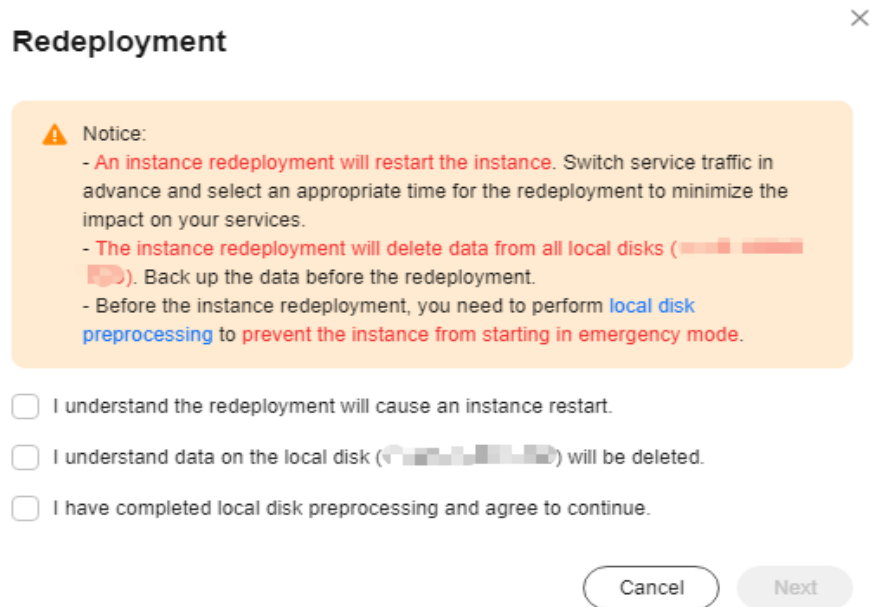 Redeployment
Notice:
- An instance redeployment will restart the instance. Switch service traffic in
advance and select an appropriate time for the redeployment to minimize the
impact on your services.
- The instance redeployment will delete data from all local disks (
). Back up the data before the redeployment.
- Before the instance redeployment, you need to perform local disk
preprocessing to prevent the instance from starting in emergency mode.
I understand the redeployment will cause an instance restart.
I understand data on the local disk ( ) will be deleted.
I have completed local disk preprocessing and agree to continue.
Cancel Next